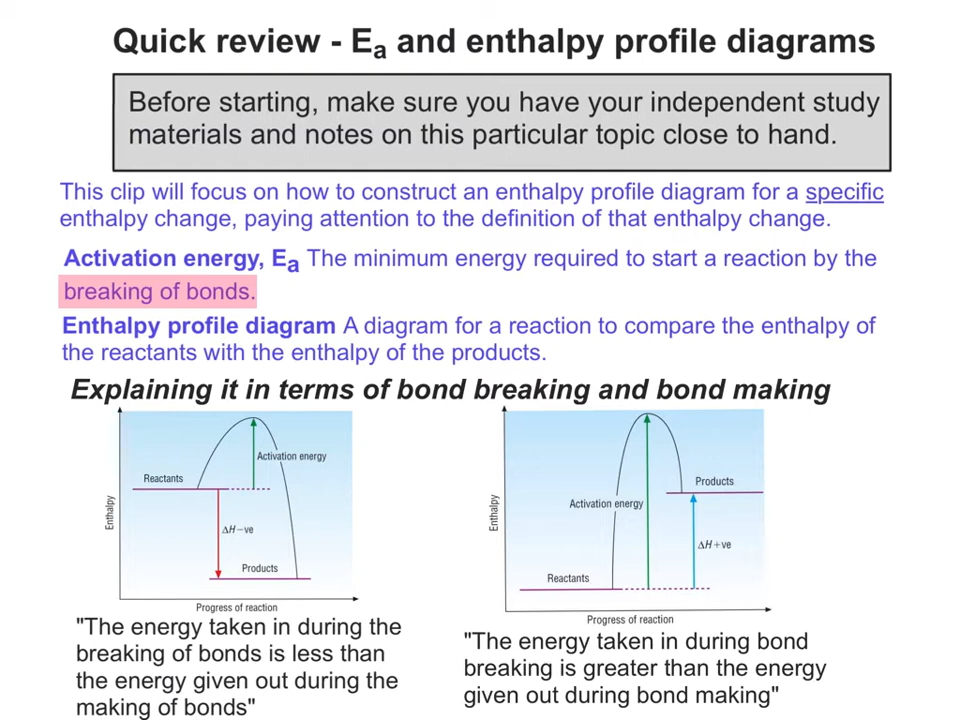 Quick review - Ea and enthalpy profile diagrams
Before starting, make sure you have your independent study
materials and notes on this particular topic close to hand.
This clip will focus on how to construct an enthalpy profile diagram for a specific
enthalpy change, paying attention to the definition of that enthalpy change.
Activation energy, Ea The minimum energy required to start a reaction by the
breaking of bonds.
Enthalpy profile diagram A diagram for a reaction to compare the enthalpy of
the reactants with the enthalpy of the products.
Explaining it in terms of bond breaking and bond making
Enthalpy
Reactants
Activation energy
ΔH−ve
Products
Progress of reaction
"The energy taken in during the
breaking of bonds is less than
the energy given out during the
making of bonds"
Enthalpy
Activation energy
Products
ΔH+ve
Reactants
Progress of reaction
"The energy taken in during bond
breaking is greater than the energy
given out during bond making"